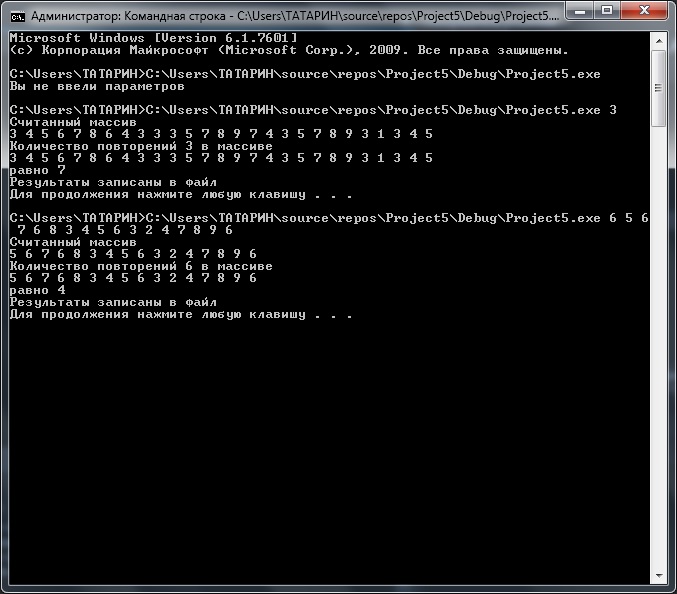 Администратор: Командная строка - C:\Users\ТАТАРИН\source\repos\Project5\Debug\Project5....
Microsoft Windows [Version 6.1.7601]
(c) Корпорация Майкрософт (Microsoft Corp.), 2009. Все права защищены.
C:\Users\ТАТАРИН>C:\Users\ТАТАРИН\source\repos\Project5\Debug\Project5.exe
Вы не ввели параметров
C:\Users\ТАТАРИН>C:\Users\ТАТАРИН\source\repos\Project5\Debug\Project5.exe 3
Считанный массив
3 4 5 6 7 8 6 4 3 3 3 5 7 8 9 7 4 3 5 7 8 9 3 1 3 4 5
Количество повторений 3 в массиве
3 4 5 6 7 8 6 4 3 3 3 5 7 8 9 7 4 3 5 7 8 9 3 1 3 4 5
равно 7
Результаты записаны в файл
Для продолжения нажмите любую клавишу . . .
C:\Users\ТАТАРИН>C:\Users\ТАТАРИН\source\repos\Project5\Debug\Project5.exe 6 5 6
7 6 8 3 4 5 6 3 2 4 7 8 9 6
Считанный массив
5 6 7 6 8 3 4 5 6 3 2 4 7 8 9 6
Количество повторений 6 в массиве
5 6 7 6 8 3 4 5 6 3 2 4 7 8 9 6
равно 4
Результаты записаны в файл
Для продолжения нажмите любую клавишу . . .